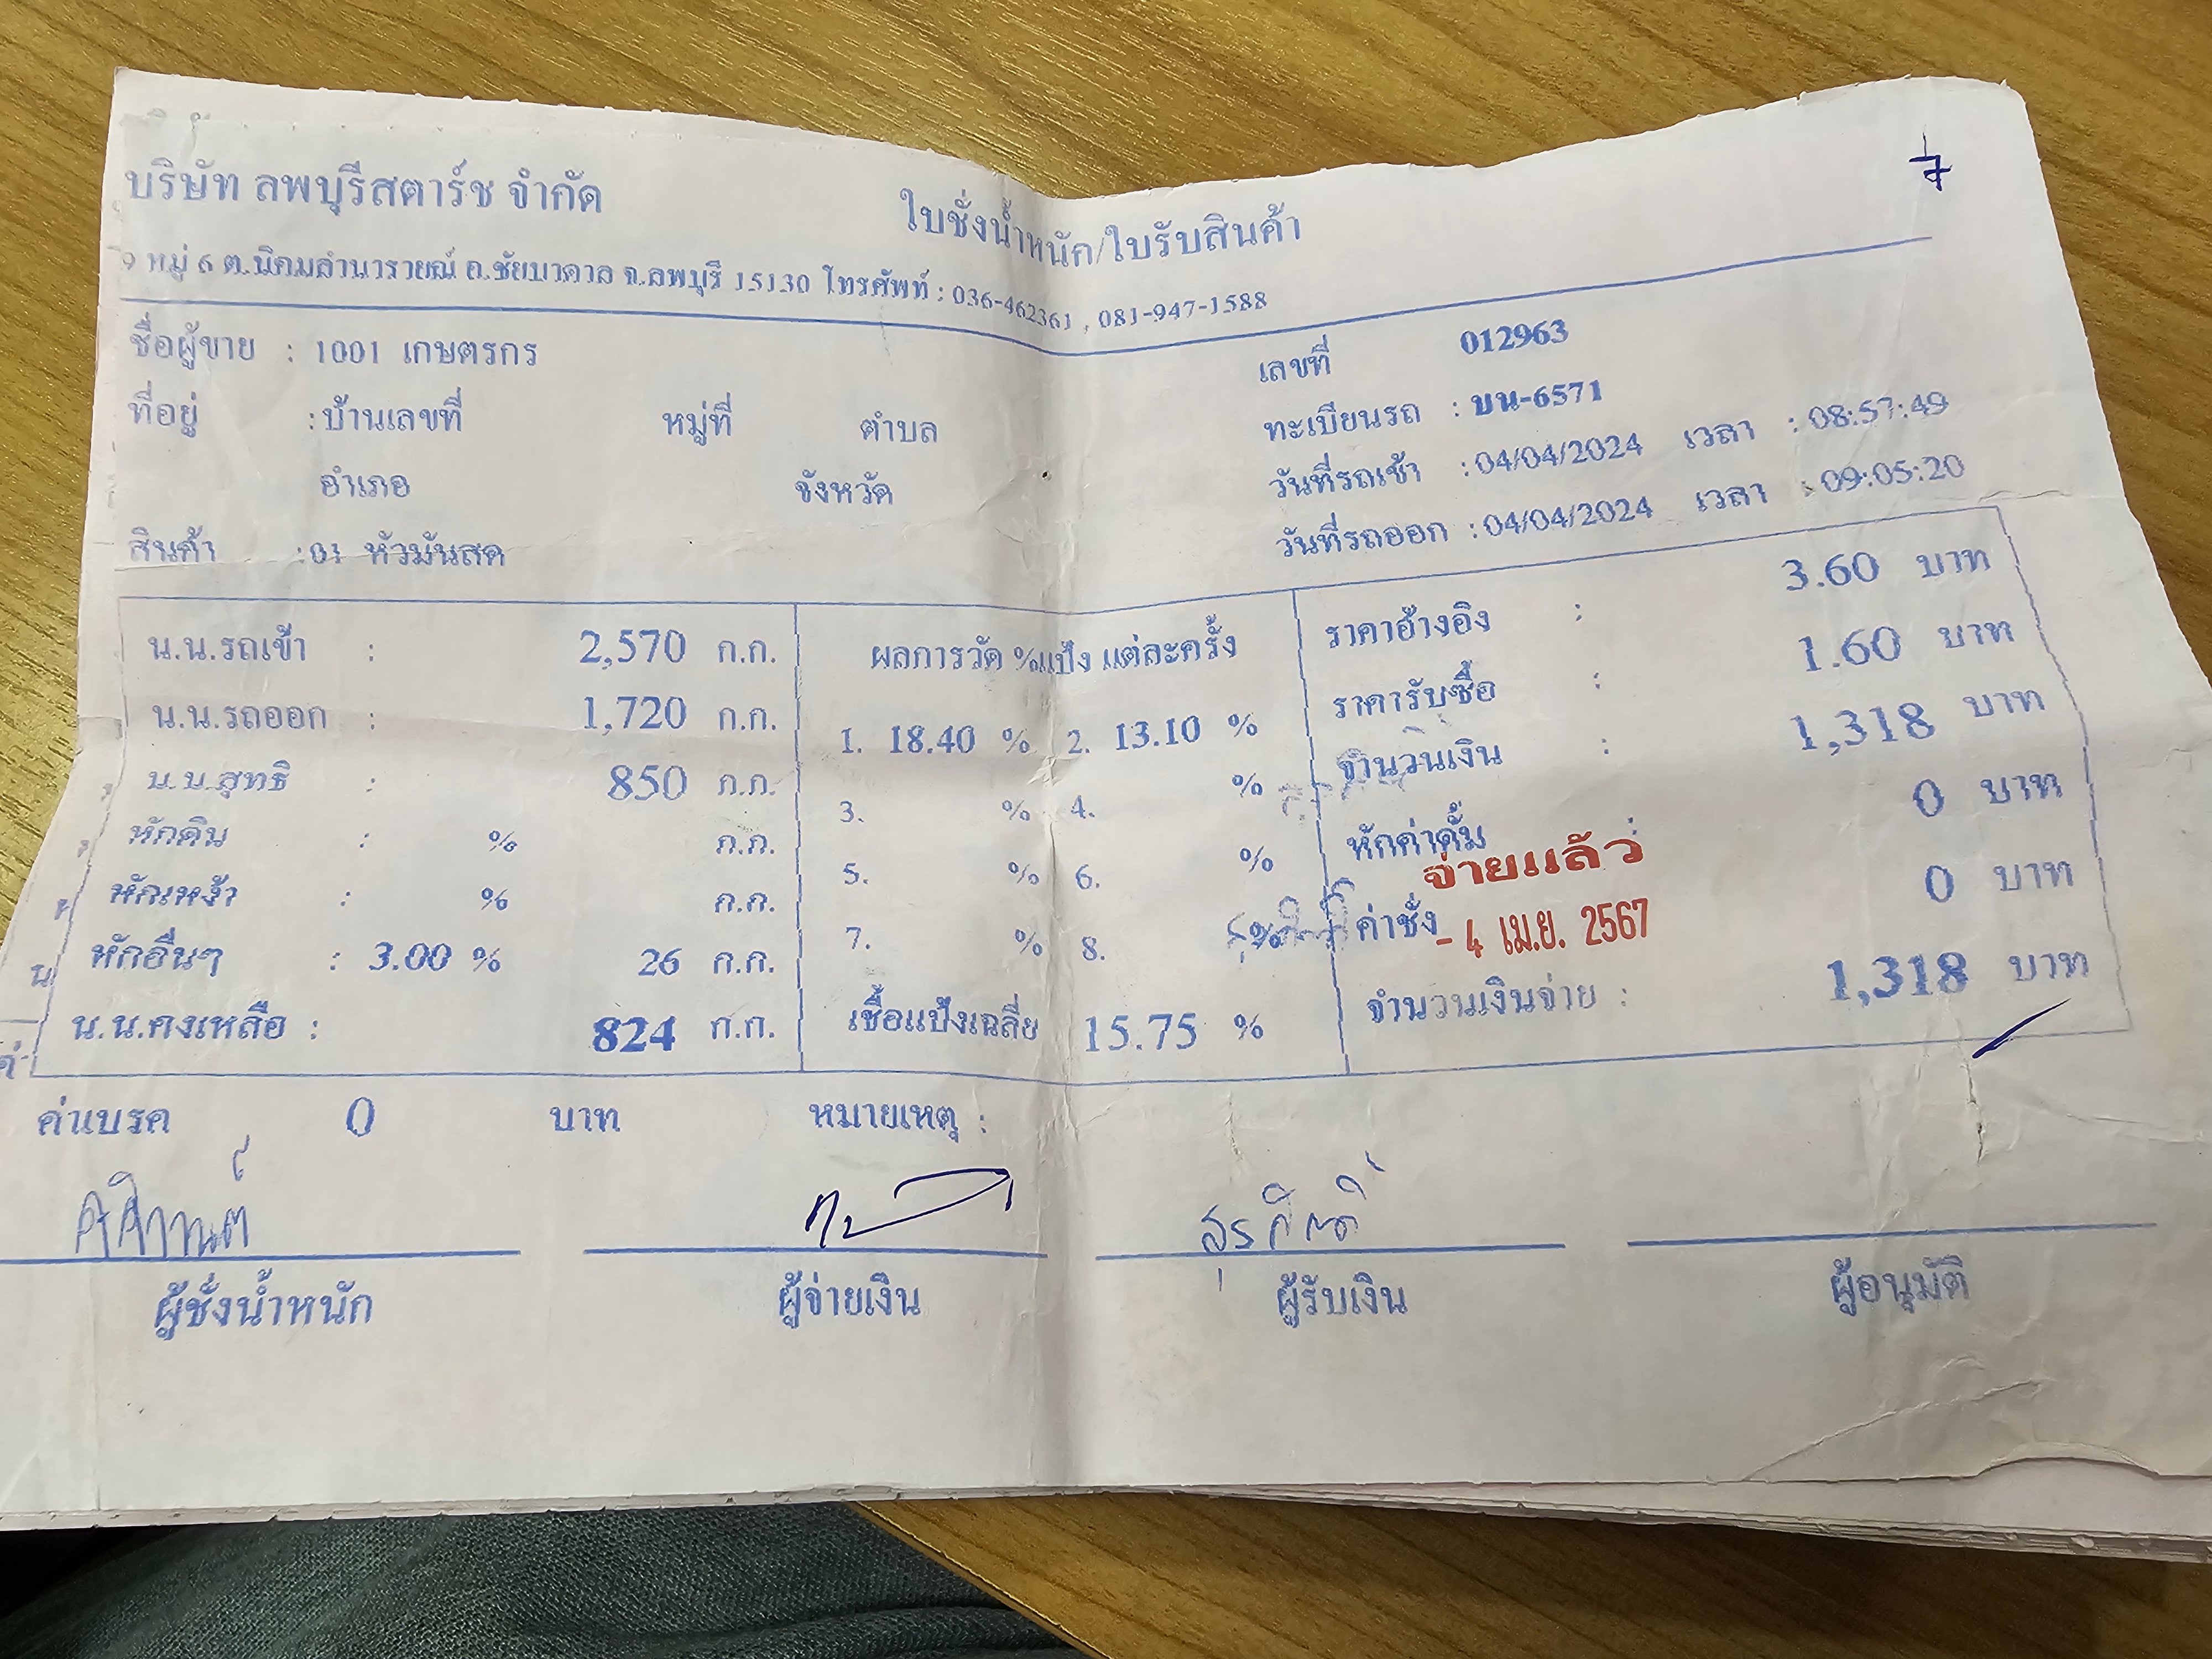 7
บริษัท ลพบุรีสตาร์ช จำกัด ใบชั่งน้ำหนัก/ใบรับสินค้า
9 หมู่ 6 ต.นิคมลำนารายณ์ อ.ชัยบาดาล จ.ลพบุรี 15130 โทรศัพท์ : 036-462361 , 081-947-1588
ชื่อผู้ขาย : 1001 เกษตรกร เลขที่ 012963
ที่อยู่ : บ้านเลขที่ หมู่ที่ ตำบล ทะเบียนรถ : บน-6571
อำเภอ จังหวัด วันที่รถเข้า : 04/04/2024 เวลา : 08:57:49
สินค้า : 01 หัวมันสด วันที่รถออก : 04/04/2024 เวลา : 09:05:20
น.น.รถเข้า : 2,570 ก.ก. ผลการวัด %แป้ง แต่ละครั้ง ราคาอ้างอิง : 3.60 บาท
น.น.รถออก : 1,720 ก.ก. 1. 18.40 % 2. 13.10 % ราคารับซื้อ : 1.60 บาท
น.น.สุทธิ : 850 ก.ก. 3. % 4. % จำนวนเงิน : 1,318 บาท
หักดิน : % ก.ก. 5. % 6. % หักค่าดั้ม : 0 บาท
จ่ายแล้ว
หักเหง้า : % ก.ก. 7. % 8. % ค่าชั่ง 0 บาท
- 4 เม.ย. 2567
หักอื่นๆ : 3.00 % 26 ก.ก.
น.น.คงเหลือ : 824 ก.ก. เชื้อแป้งเฉลี่ย 15.75 % จำนวนเงินจ่าย : 1,318 บาท
ค่าเบรค 0 บาท หมายเหตุ :
ผู้ชั่งน้ำหนัก ผู้จ่ายเงิน ผู้รับเงิน ผู้อนุมัติ